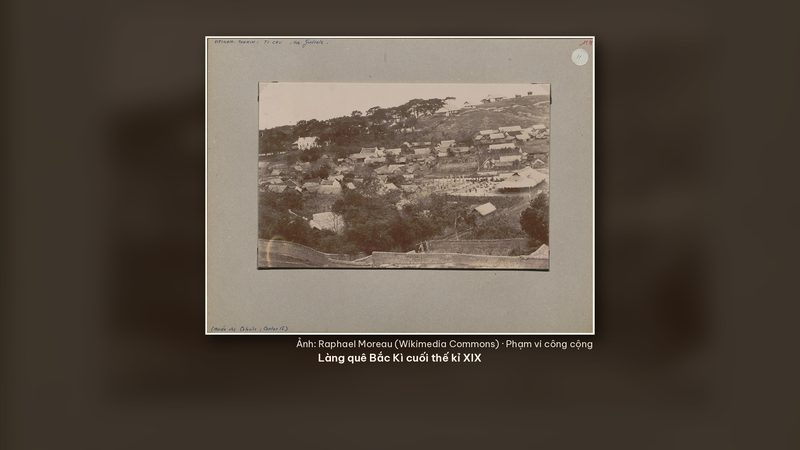 Ảnh: Raphael Moreau (Wikimedia Commons) · Phạm vi công cộng
Làng quê Bắc Kì cuối thế kỉ XIX